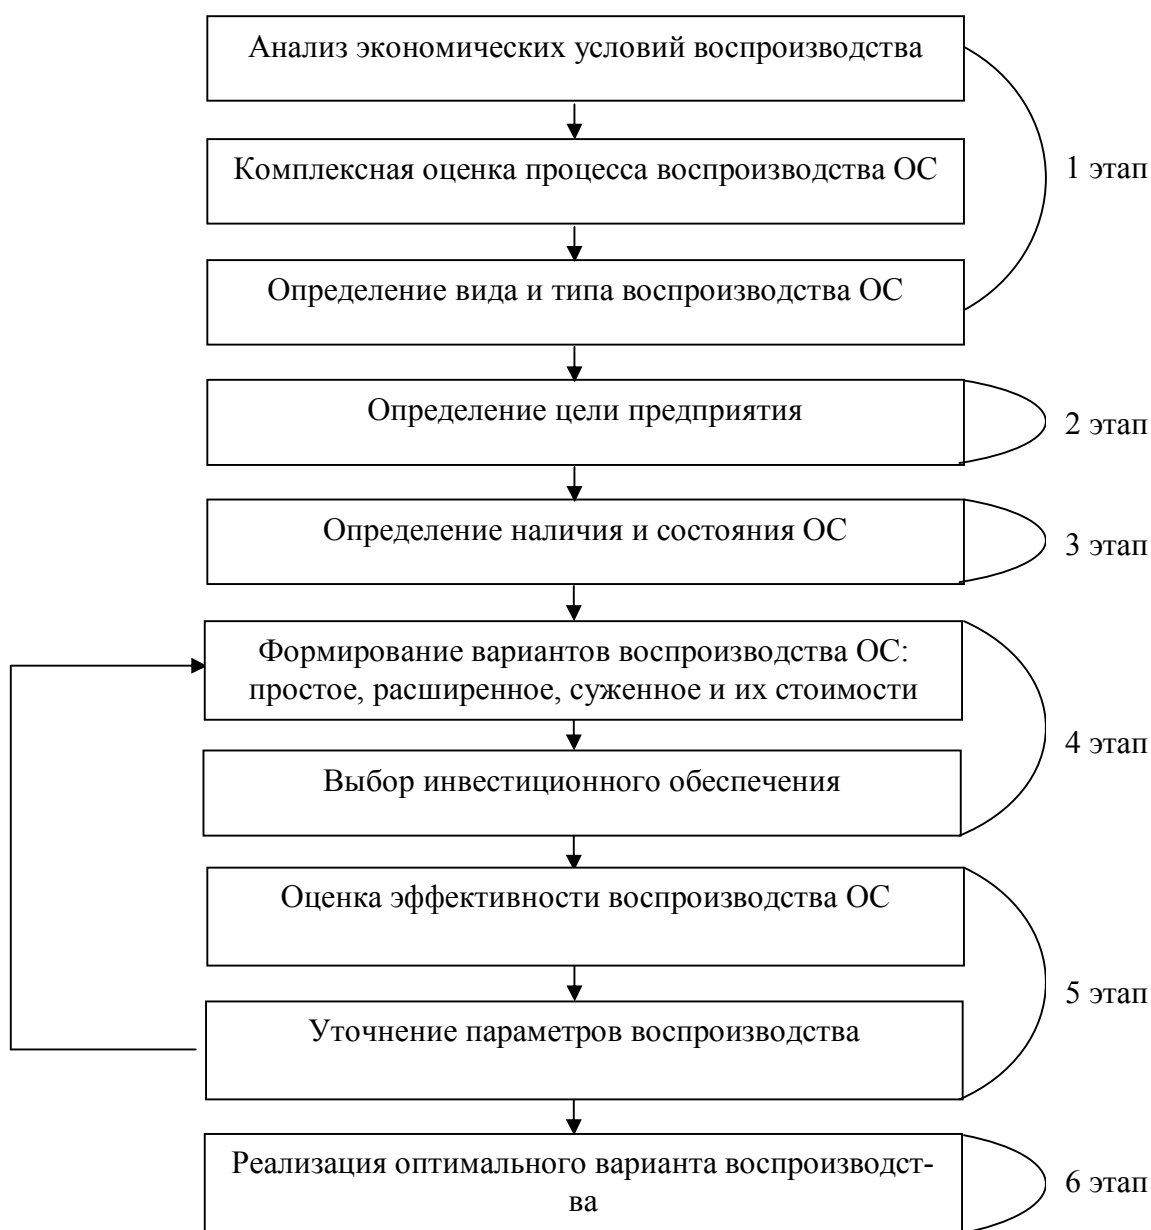 Анализ экономических условий воспроизводства
Комплексная оценка процесса воспроизводства ОС
1 этап
Определение вида и типа воспроизводства ОС
Определение цели предприятия
2 этап
Определение наличия и состояния ОС
3 этап
Формирование вариантов воспроизводства ОС:
простое, расширенное, суженное и их стоимости
4 этап
Выбор инвестиционного обеспечения
Оценка эффективности воспроизводства ОС
5 этап
Уточнение параметров воспроизводства
Реализация оптимального варианта воспроизводст-
ва
6 этап